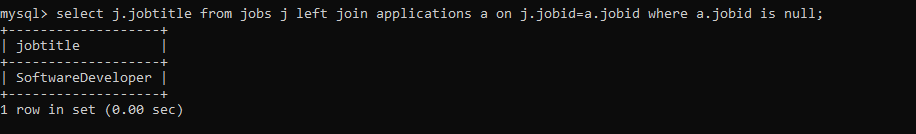 mysql> select j.jobtitle from jobs j left join applications a on j.jobid=a.jobid where a.jobid is null;
+-------------------+
| jobtitle          |
+-------------------+
| SoftwareDeveloper |
+-------------------+
1 row in set (0.00 sec)